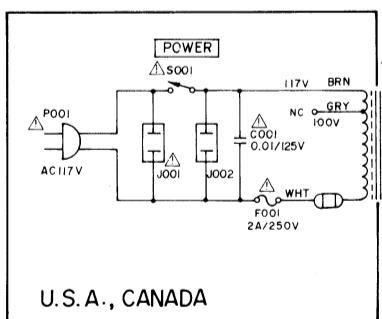 POWER
S001
117V BRN
P001
NC GRY
100V
C001
0.01/125V
AC117V
J001 J002
WHT
F001
2A/250V
U.S.A., CANADA